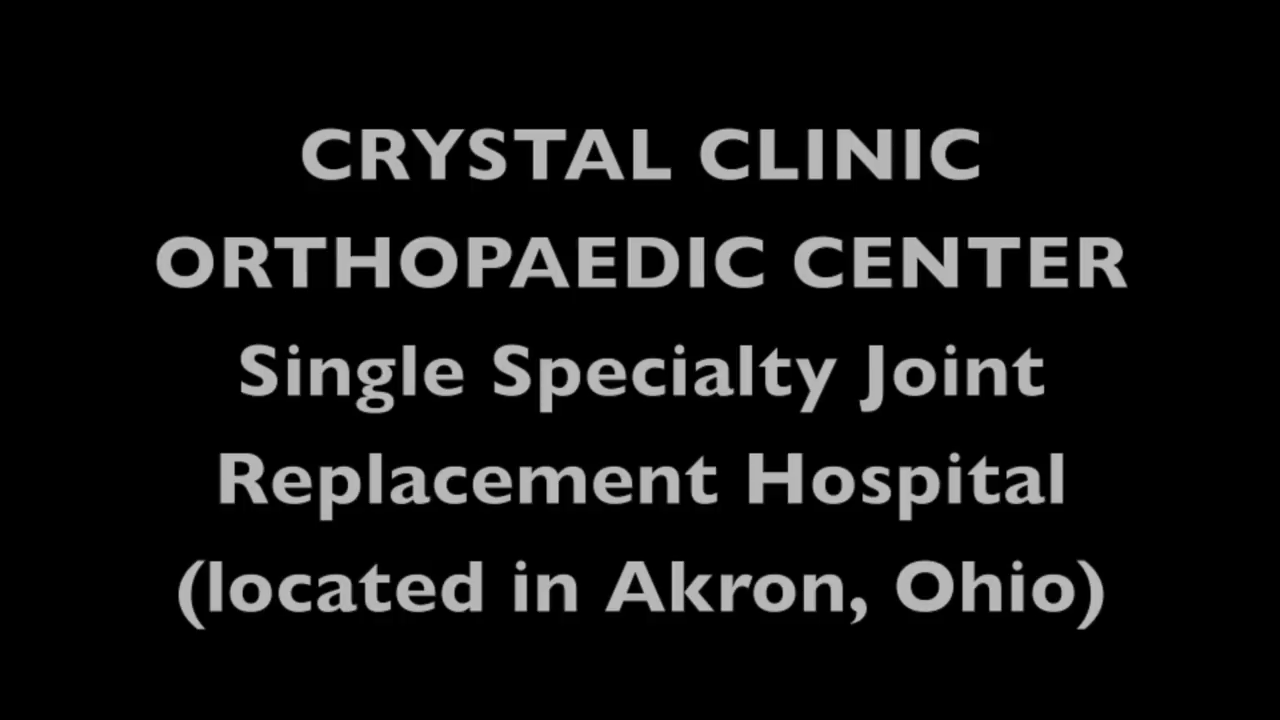 CRYSTAL CLINIC
ORTHOPAEDIC CENTER
Single Specialty Joint
Replacement Hospital
(located in Akron, Ohio)